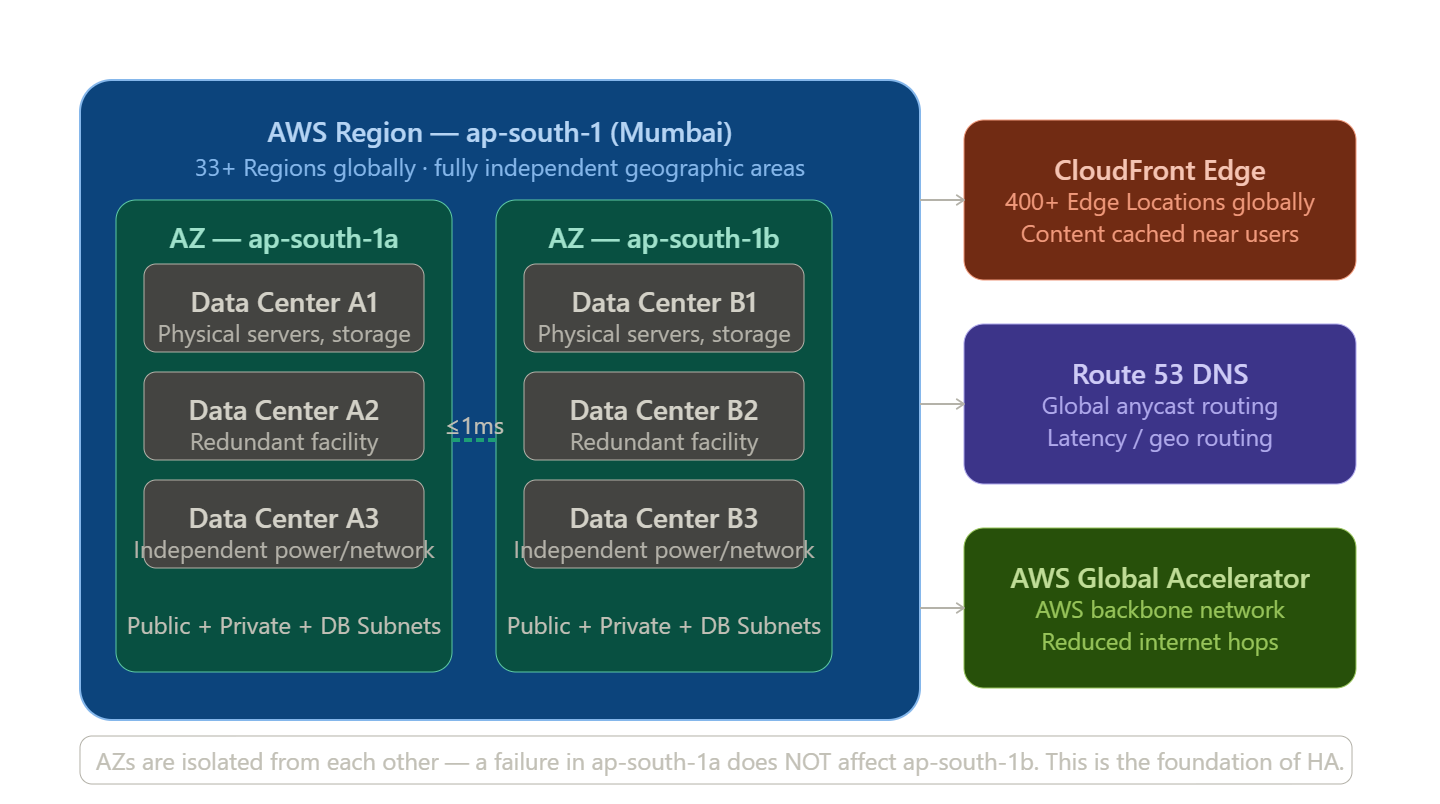 AWS Region — ap-south-1 (Mumbai)
33+ Regions globally · fully independent geographic areas
AZ — ap-south-1a
Data Center A1
Physical servers, storage
Data Center A2
Redundant facility
Data Center A3
Independent power/network
Public + Private + DB Subnets
≤1ms
AZ — ap-south-1b
Data Center B1
Physical servers, storage
Data Center B2
Redundant facility
Data Center B3
Independent power/network
Public + Private + DB Subnets
CloudFront Edge
400+ Edge Locations globally
Content cached near users
Route 53 DNS
Global anycast routing
Latency / geo routing
AWS Global Accelerator
AWS backbone network
Reduced internet hops
AZs are isolated from each other — a failure in ap-south-1a does NOT affect ap-south-1b. This is the foundation of HA.